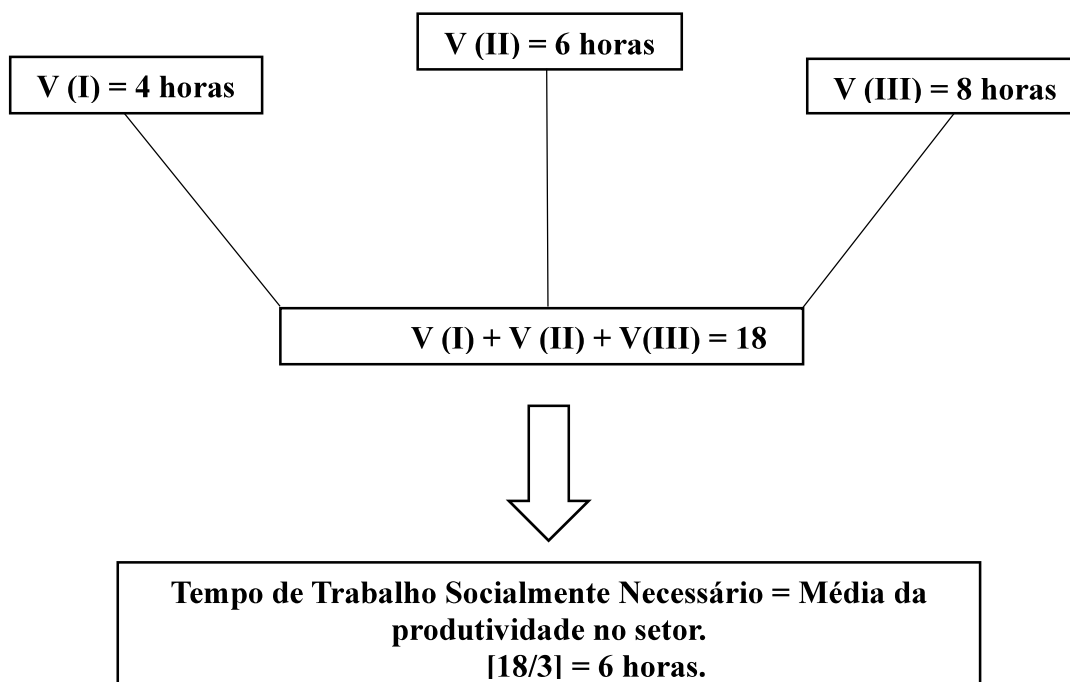 V (I) = 4 horas
V (II) = 6 horas
V (III) = 8 horas
V (I) + V (II) + V(III) = 18
Tempo de Trabalho Socialmente Necessário = Média da
produtividade no setor.
[18/3] = 6 horas.